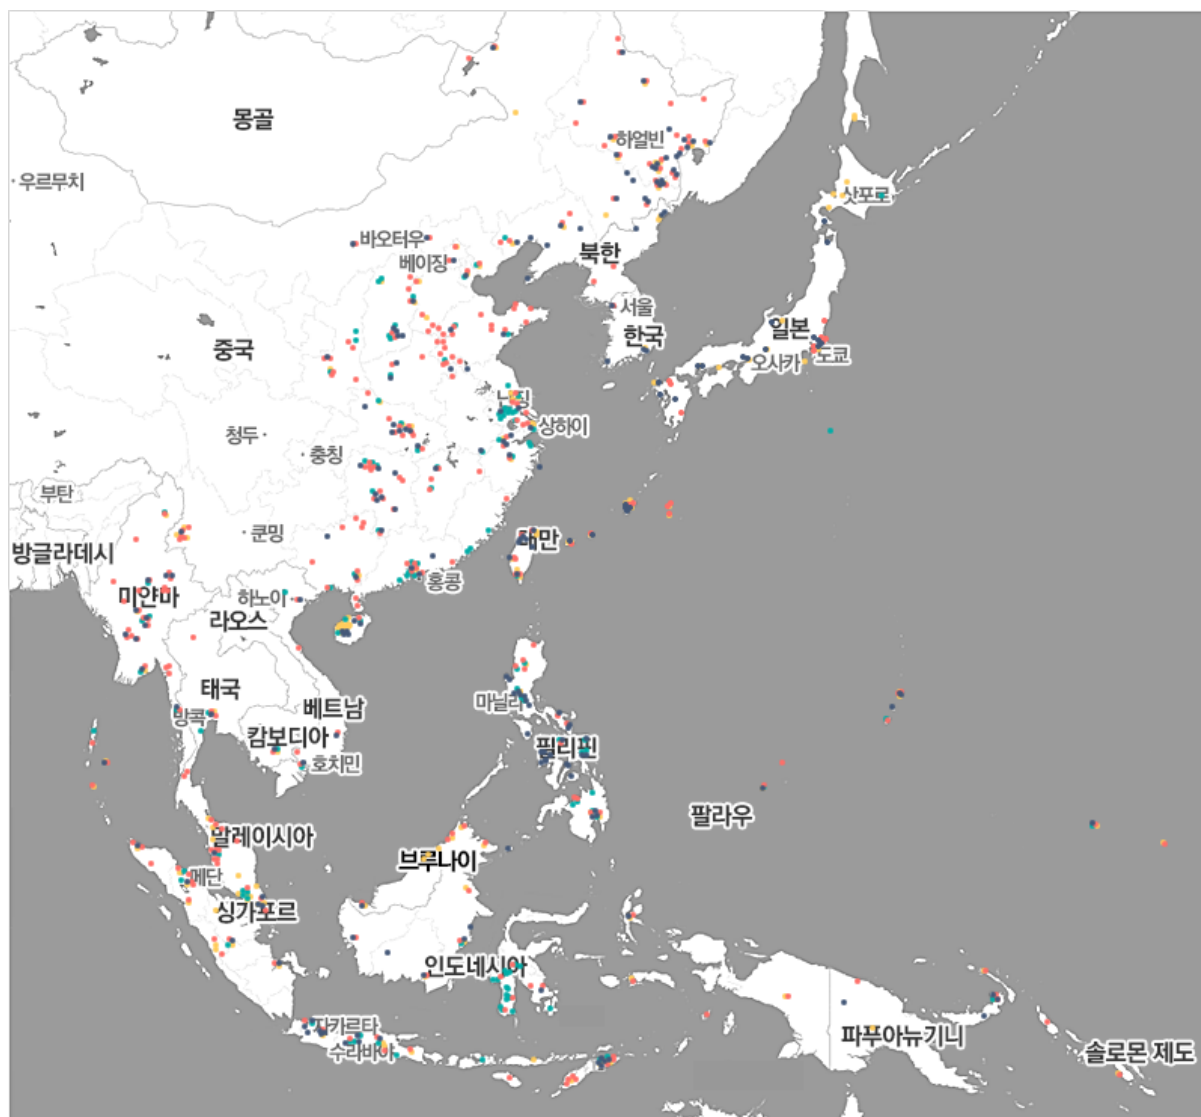 몽골
하얼빈
우르무치
삿포로
바오터우
북한
베이징
서울
한국
일본
중국
오사카
도쿄
상하이
청두
충칭
부탄
쿤밍
대만
방글라데시
홍콩
미얀마
하노이
라오스
태국
마닐라
베트남
방콕
캄보디아
필리핀
호치민
팔라우
말레이시아
브루나이
메단
싱가포르
인도네시아
자카르타
파푸아뉴기니
수라바야
솔로몬 제도